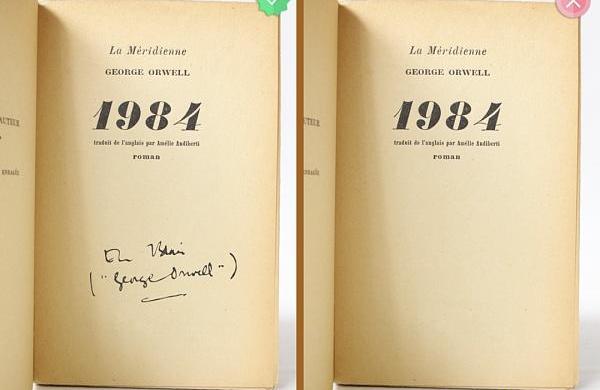 La Méridienne
GEORGE ORWELL
1984
traduit de l'anglais par Amélie Audiberti
roman
Eric Blair
("George Orwell")
La Méridienne
GEORGE ORWELL
1984
traduit de l'anglais par Amélie Audiberti
roman